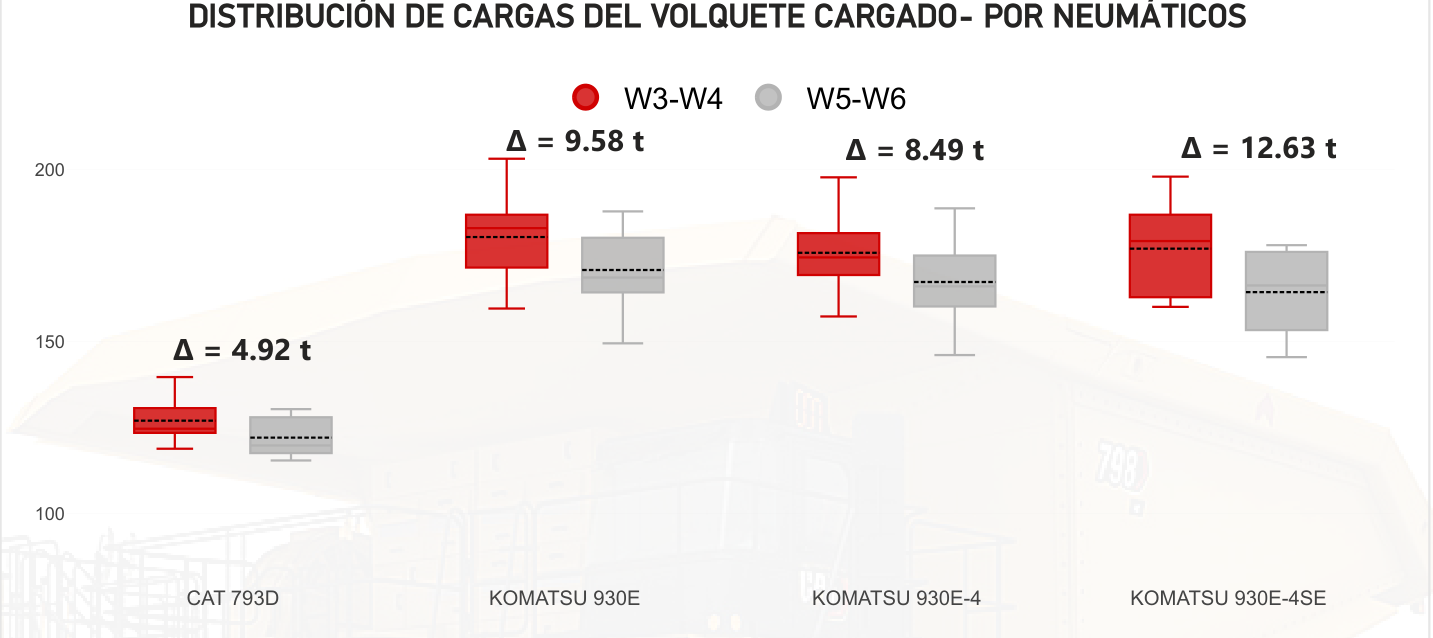 DISTRIBUCIÓN DE CARGAS DEL VOLQUETE CARGADO- POR NEUMÁTICOS
W3-W4 W5-W6
Δ = 9.58 t
Δ = 8.49 t
Δ = 12.63 t
200
150
Δ = 4.92 t
798
100
CAT 793D KOMATSU 930E KOMATSU 930E-4 KOMATSU 930E-4SE